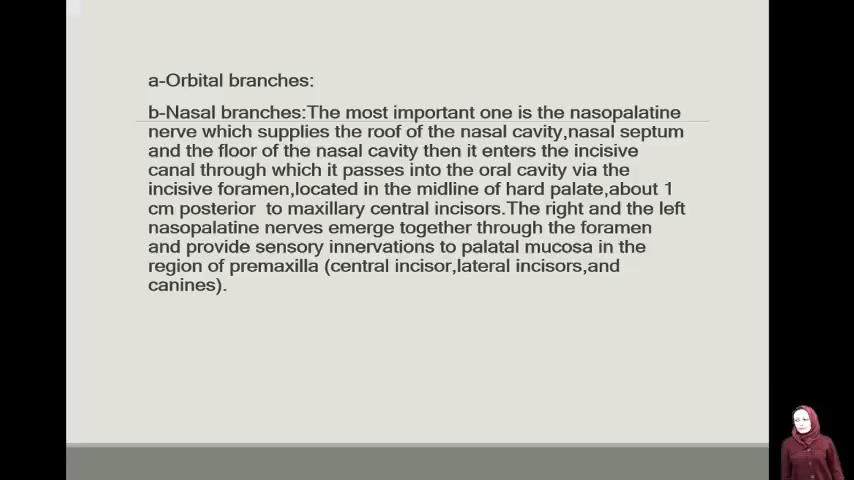 a-Orbital branches:
b-Nasal branches:The most important one is the nasopalatine
nerve which supplies the roof of the nasal cavity,nasal septum
and the floor of the nasal cavity then it enters the incisive
canal through which it passes into the oral cavity via the
incisive foramen,located in the midline of hard palate,about 1
cm posterior  to maxillary central incisors.The right and the left
nasopalatine nerves emerge together through the foramen
and provide sensory innervations to palatal mucosa in the
region of premaxilla (central incisor,lateral incisors,and
canines).